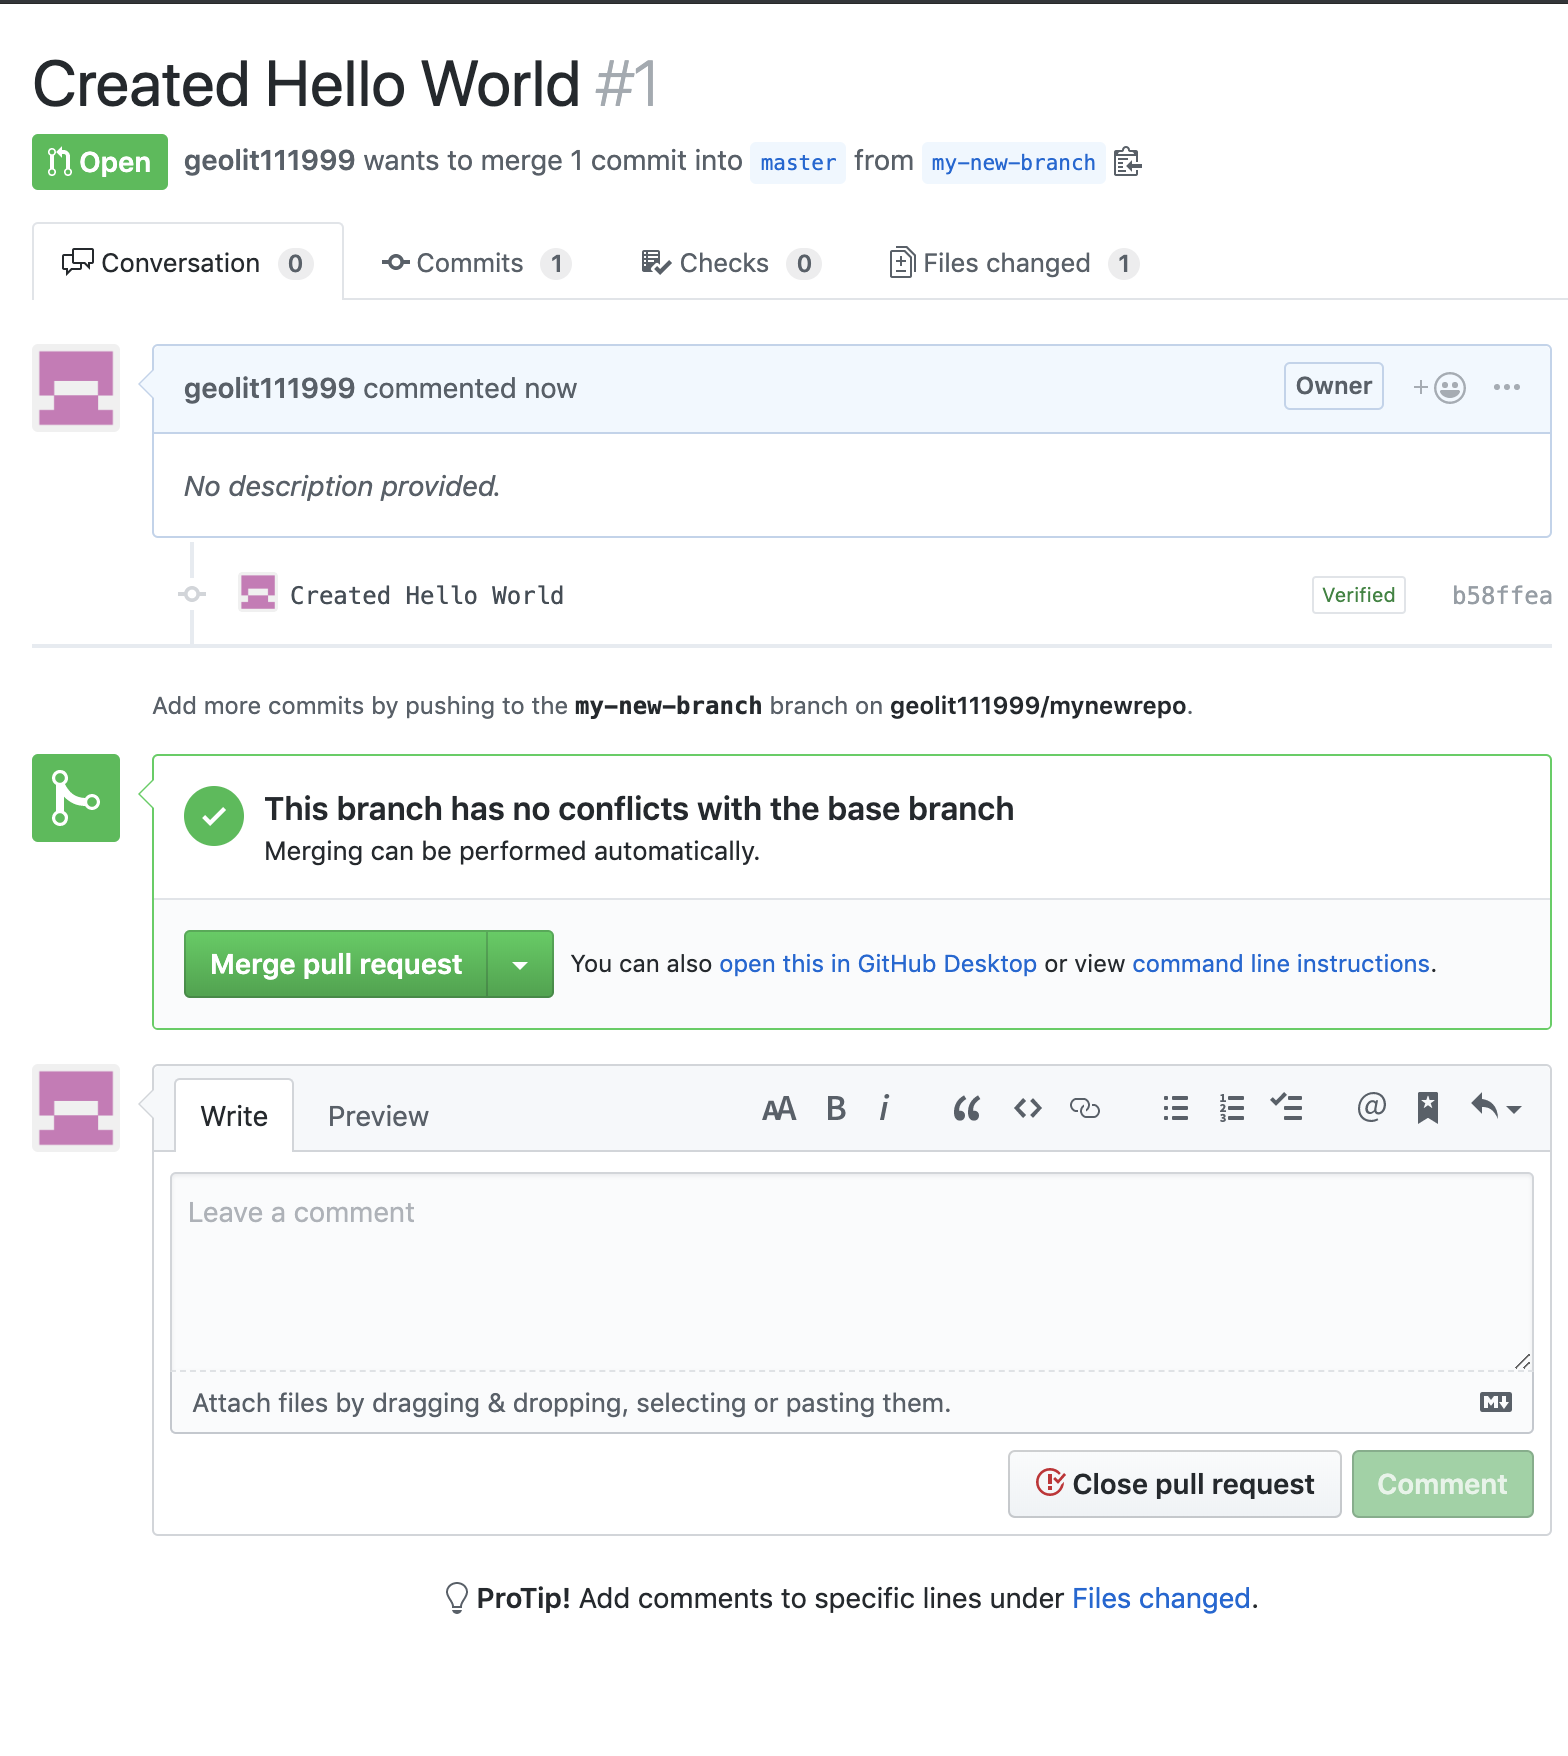 Created Hello World #1
Open geolit111999 wants to merge 1 commit into master from my-new-branch
Conversation 0 Commits 1 Checks 0 Files changed 1
geolit111999 commented now Owner
No description provided.
Created Hello World Verified b58ffea
Add more commits by pushing to the my-new-branch branch on geolit111999/mynewrepo.
This branch has no conflicts with the base branch
Merging can be performed automatically.
Merge pull request You can also open this in GitHub Desktop or view command line instructions.
Write Preview
Leave a comment
Attach files by dragging & dropping, selecting or pasting them.
Close pull request Comment
ProTip! Add comments to specific lines under Files changed.